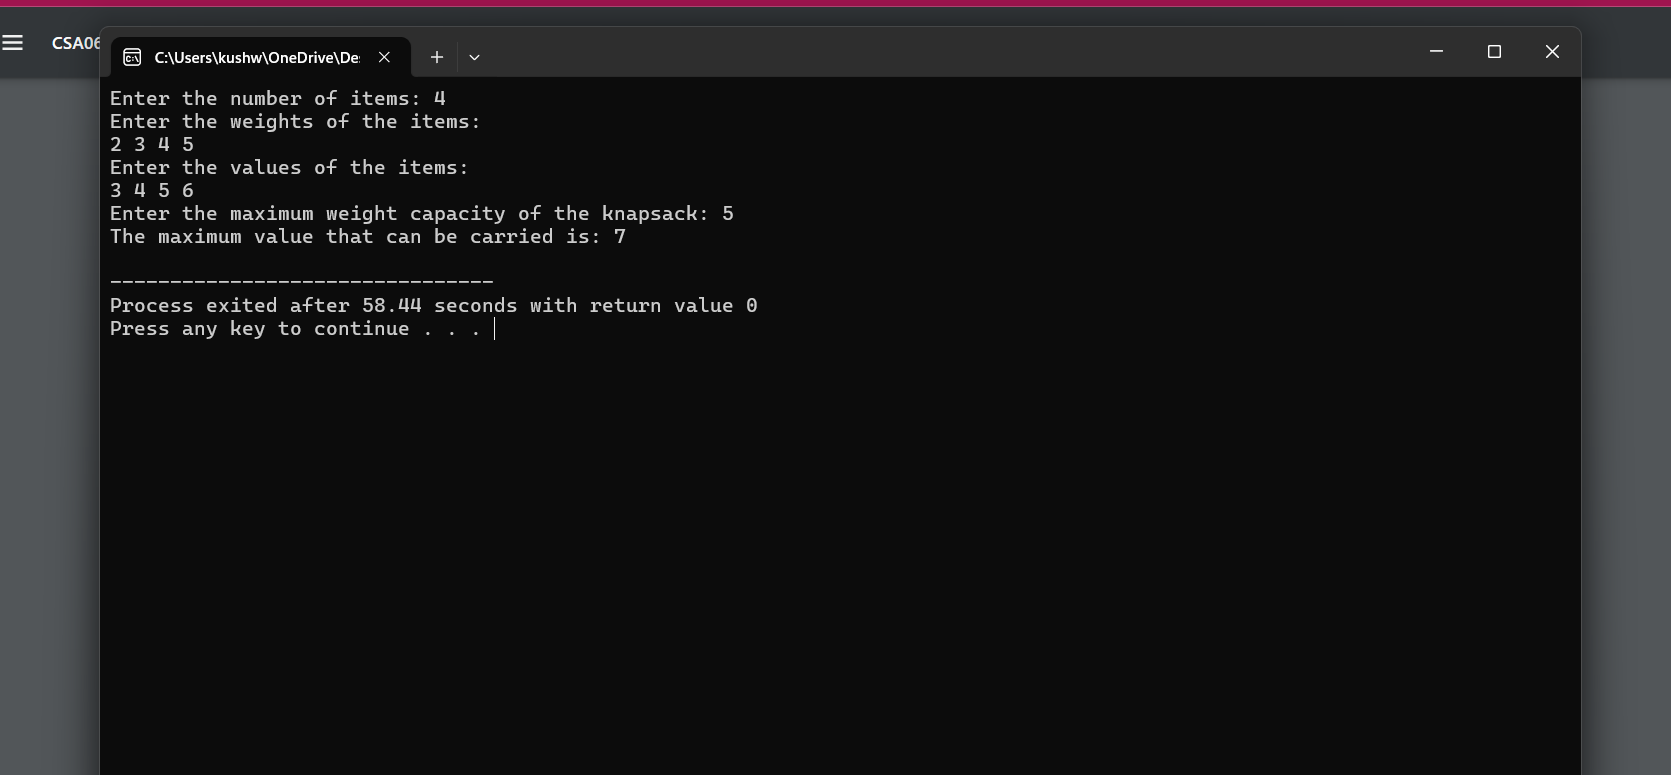 CSA06
C:\Users\kushw\OneDrive\De
Enter the number of items: 4
Enter the weights of the items:
2 3 4 5
Enter the values of the items:
3 4 5 6
Enter the maximum weight capacity of the knapsack: 5
The maximum value that can be carried is: 7
--------------------------------
Process exited after 58.44 seconds with return value 0
Press any key to continue . . .